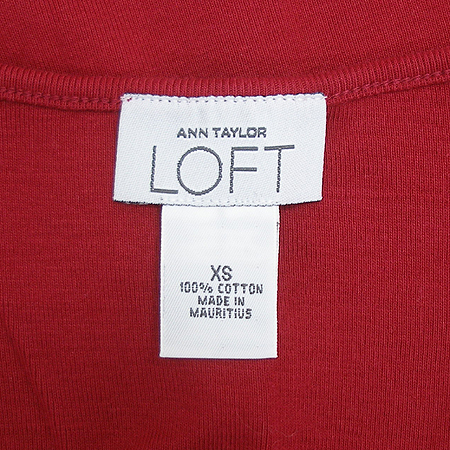 ANN TAYLOR
LOFT
XS
100% COTTON
MADE IN
MAURITIUS